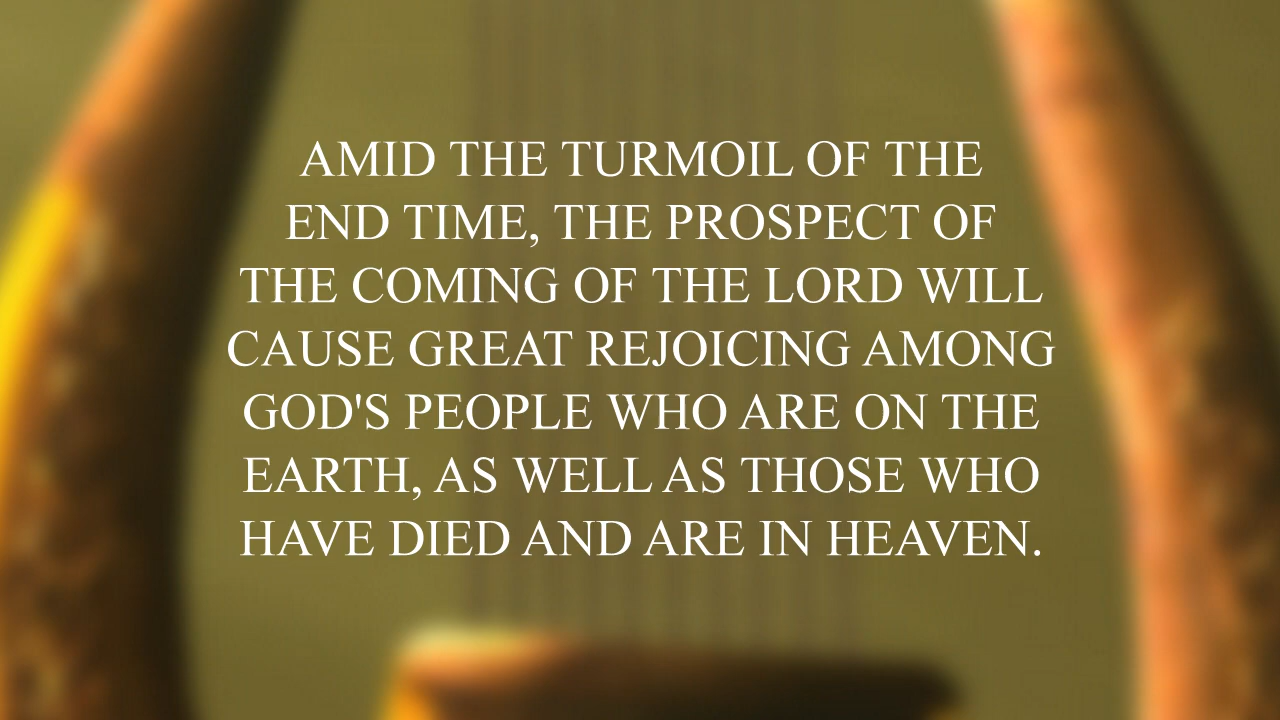 AMID THE TURMOIL OF THE
END TIME, THE PROSPECT OF
THE COMING OF THE LORD WILL
CAUSE GREAT REJOICING AMONG
GOD'S PEOPLE WHO ARE ON THE
EARTH, AS WELL AS THOSE WHO
HAVE DIED AND ARE IN HEAVEN.